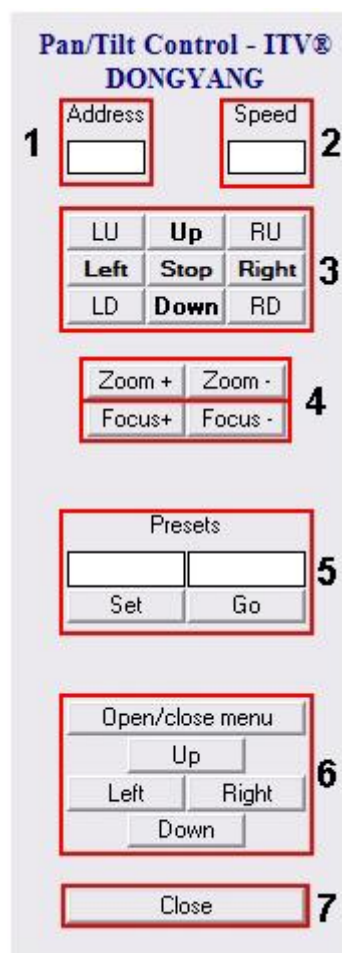 Pan/Tilt Control - ITV®
DONGYANG
1 Address Speed 2
LU Up RU
Left Stop Right 3
LD Down RD
Zoom + Zoom - 4
Focus+ Focus -
Presets
5
Set Go
Open/close menu
Up
6
Left Right
Down
Close 7